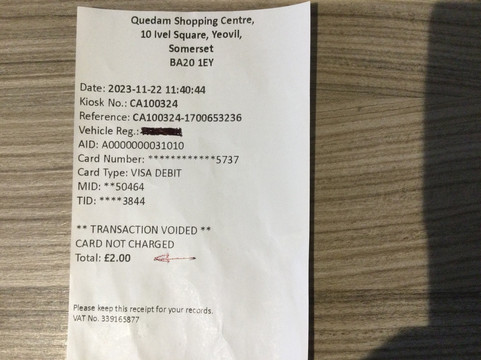 Quedam Shopping Centre,
10 Ivel Square, Yeovil,
Somerset
BA20 1EY
Date: 2023-11-22 11:40:44
Kiosk No.: CA100324
Reference: CA100324-1700653236
Vehicle Reg.:
AID: A0000000031010
Card Number: ************5737
Card Type: VISA DEBIT
MID: **50464
TID: ****3844
** TRANSACTION VOIDED **
CARD NOT CHARGED
Total: £2.00
Please keep this receipt for your records.
VAT No. 339165877